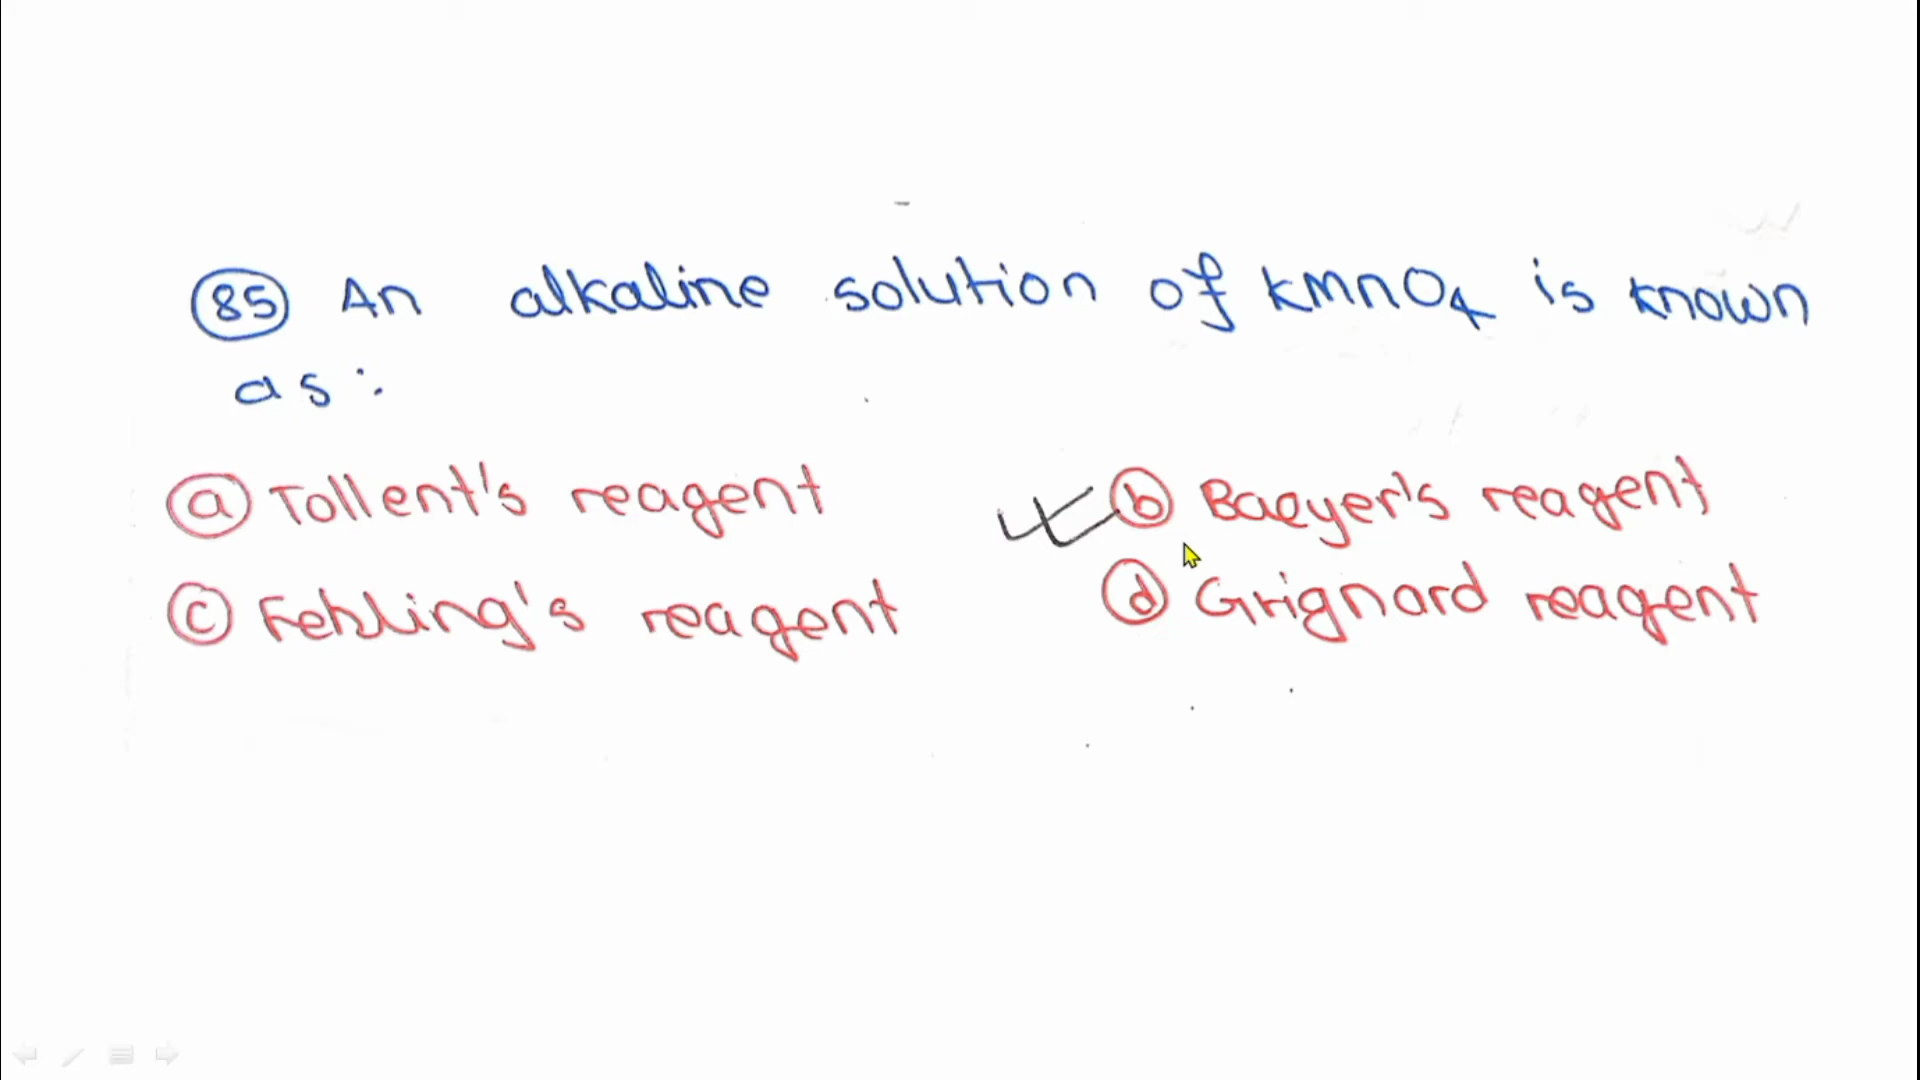 85 An alkaline solution of KMnO4 is known
as:
a Tollent's reagent
b Baeyer's reagent
c Fehling's reagent
d Grignard reagent